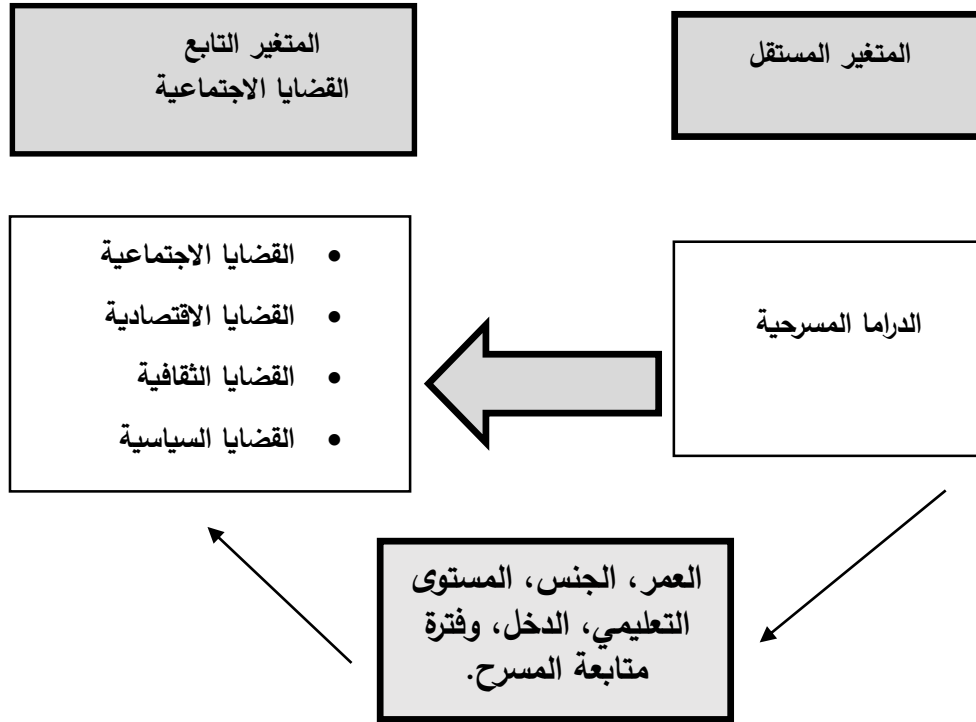 المتغير المستقل
المتغير التابع
القضايا الاجتماعية
الدراما المسرحية
• القضايا الاجتماعية
• القضايا الاقتصادية
• القضايا الثقافية
• القضايا السياسية
العمر، الجنس، المستوى
التعليمي، الدخل، وفترة
متابعة المسرح.